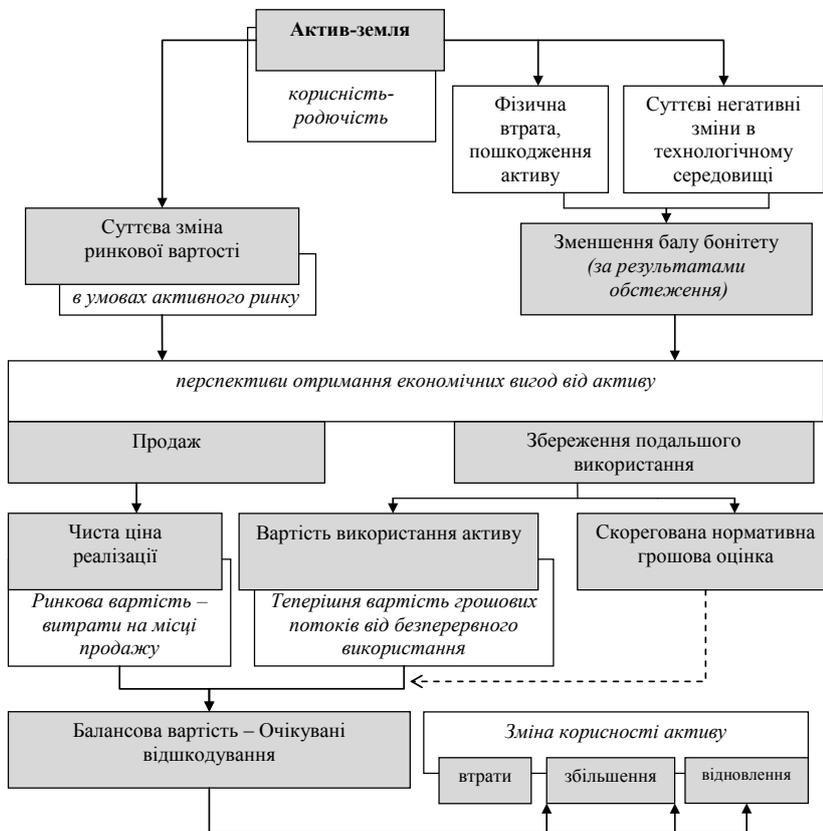 Актив-земля
корисність-
родючість
Фізична
втрата,
пошкодження
активу
Суттєві негативні
зміни в
технологічному
середовищі
Суттєва зміна
ринкової вартості
в умовах активного ринку
Зменшення балу бонітету
(за результатами
обстеження)
перспективи отримання економічних вигод від активу
Продаж
Збереження подальшого
використання
Чиста ціна
реалізації
Ринкова вартість –
витрати на місці
продажу
Вартість використання активу
Теперішня вартість грошових
потоків від безперервного
використання
Скорегована нормативна
грошова оцінка
Балансова вартість – Очікувані
відшкодування
Зміна корисності активу
втрати
збільшення
відновлення